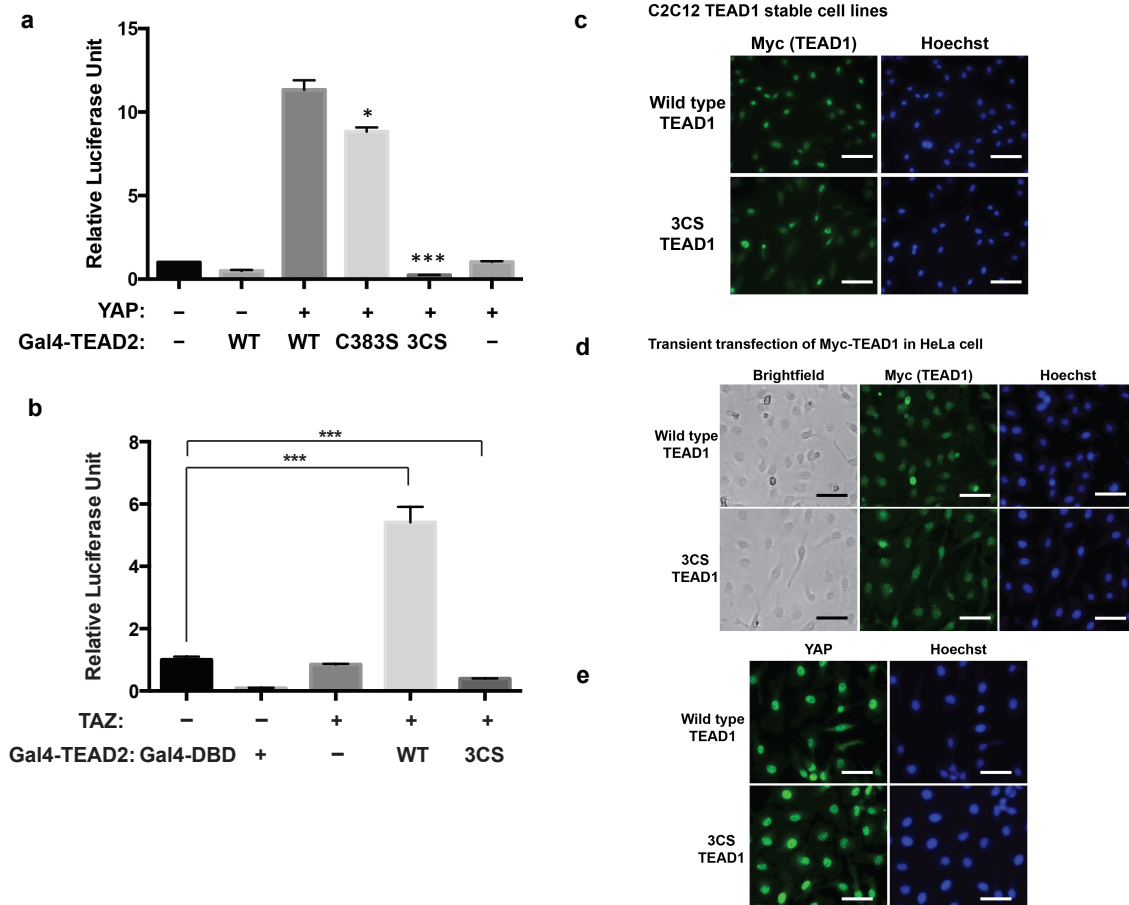 a
Relative Luciferase Unit
15
10
5
0
*
***
YAP: – – + + + +
Gal4-TEAD2: – WT WT C383S 3CS –
b
Relative Luciferase Unit
8
6
4
2
0
***
***
TAZ: – – + + +
Gal4-TEAD2: Gal4-DBD + – WT 3CS
c
C2C12 TEAD1 stable cell lines
Myc (TEAD1) Hoechst
Wild type
TEAD1
3CS
TEAD1
d
Transient transfection of Myc-TEAD1 in HeLa cell
Brightfield Myc (TEAD1) Hoechst
Wild type
TEAD1
3CS
TEAD1
e
YAP Hoechst
Wild type
TEAD1
3CS
TEAD1